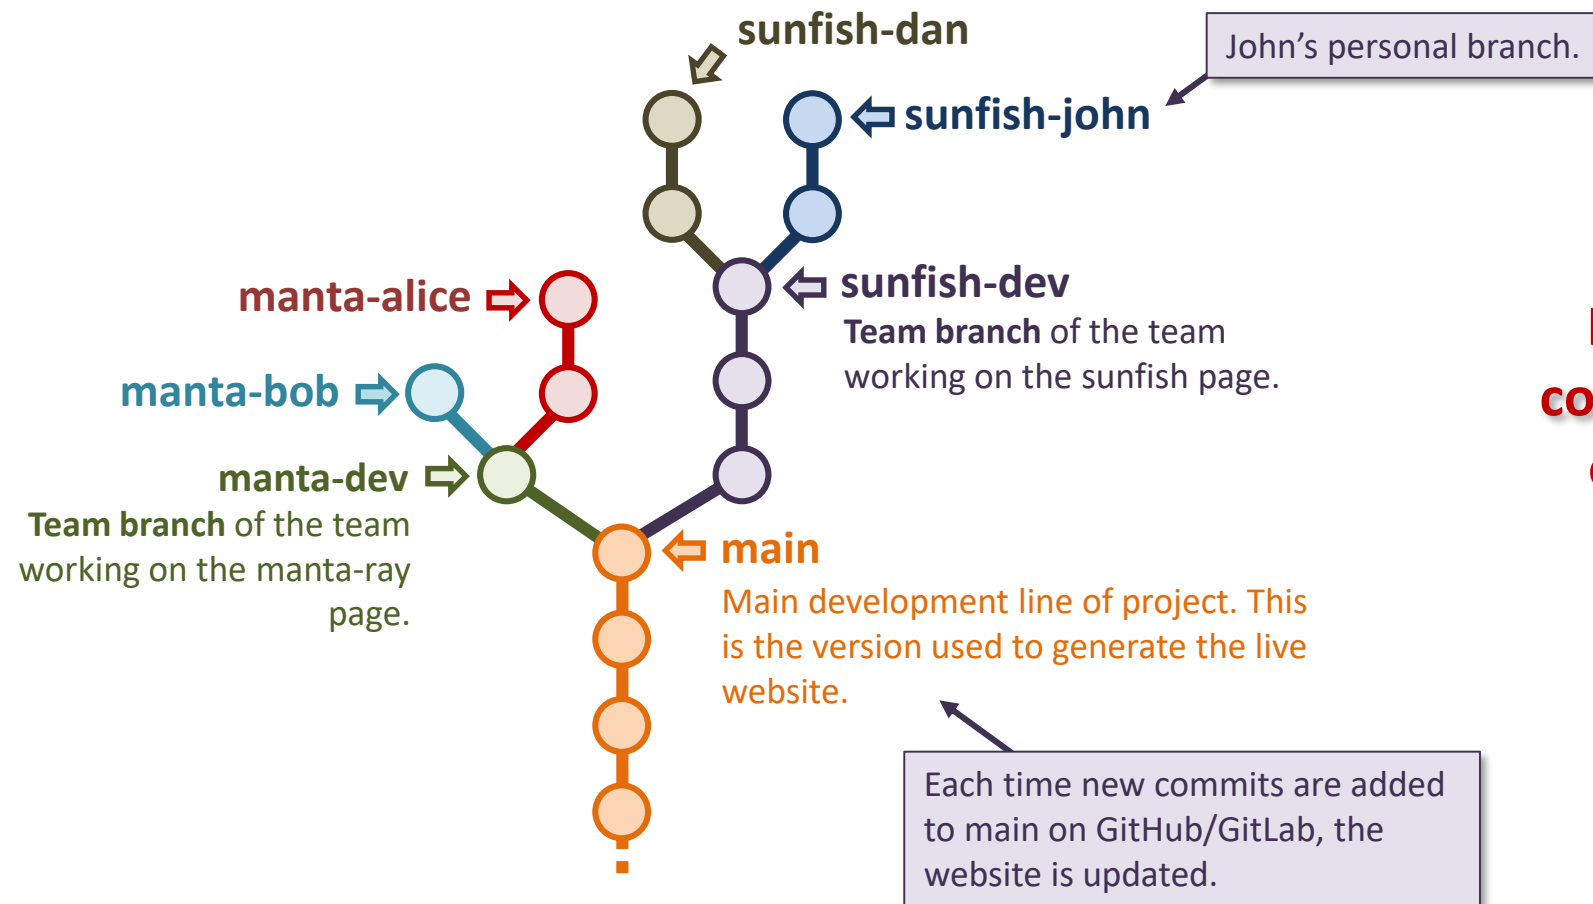 sunfish-dan
John's personal branch.
sunfish-john
manta-alice
sunfish-dev
Team branch of the team
working on the sunfish page.
manta-bob
co
manta-dev
Team branch of the team
working on the manta-ray
page.
main
Main development line of project. This
is the version used to generate the live
website.
Each time new commits are added
to main on GitHub/GitLab, the
website is updated.